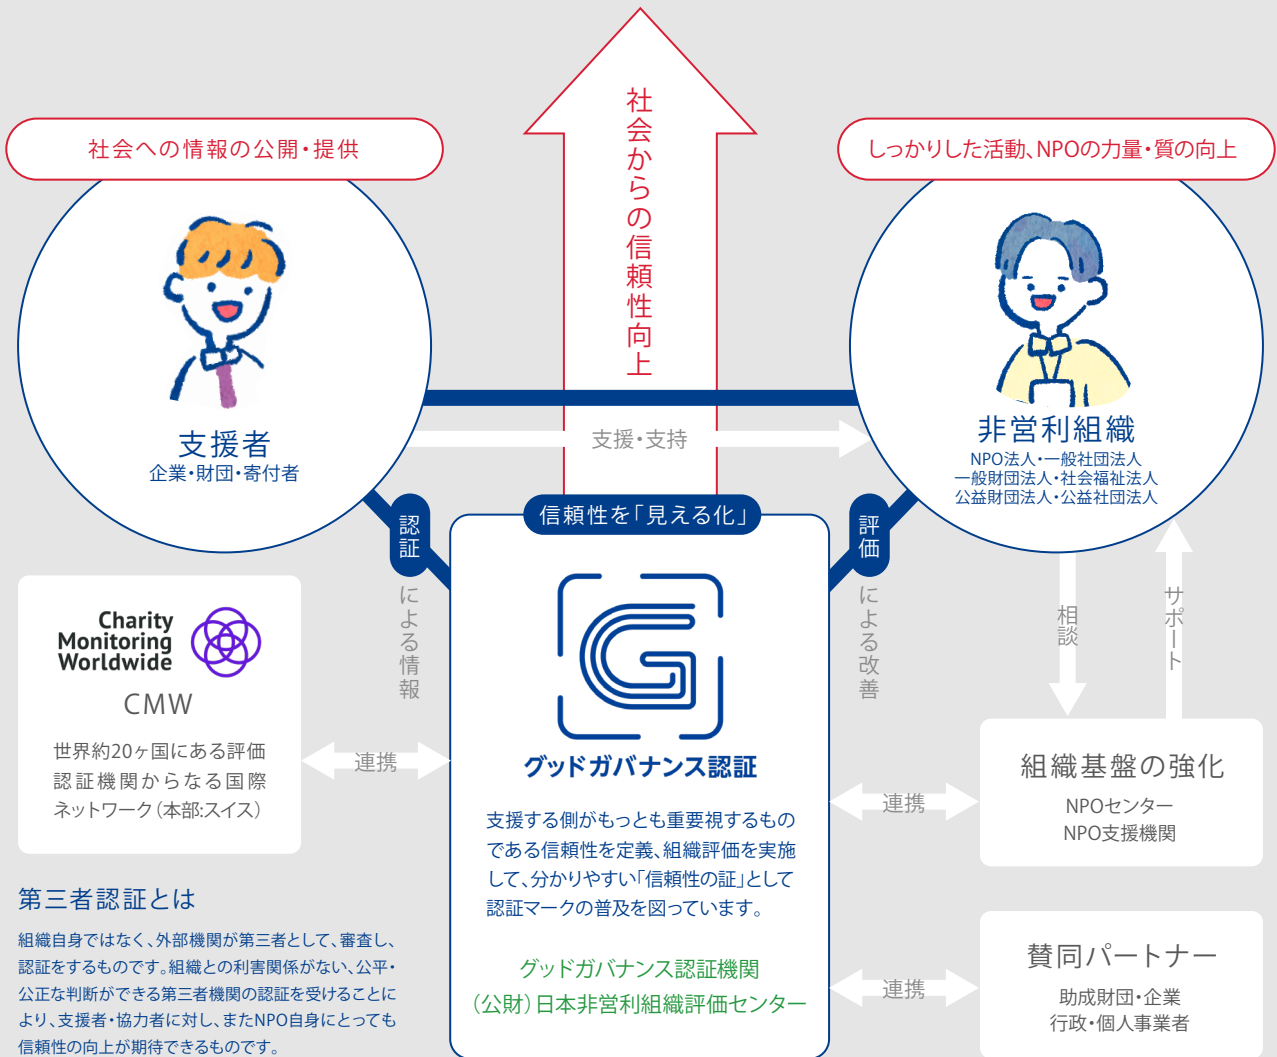 社会からの信頼性向上
社会への情報の公開・提供
しっかりした活動、NPOの力量・質の向上
支援者
企業・財団・寄付者
支援・支持
非営利組織
NPO法人・一般社団法人
一般財団法人・社会福祉法人
公益財団法人・公益社団法人
認証
による情報
信頼性を「見える化」
評価
による改善
相談
サポート
Charity
Monitoring
Worldwide
CMW
世界約20ヶ国にある評価
認証機関からなる国際
ネットワーク（本部:スイス）
連携
G
グッドガバナンス認証
支援する側がもっとも重要視するもの
である信頼性を定義、組織評価を実施
して、分かりやすい「信頼性の証」として
認証マークの普及を図っています。
グッドガバナンス認証機関
（公財）日本非営利組織評価センター
連携
組織基盤の強化
NPOセンター
NPO支援機関
連携
賛同パートナー
助成財団・企業
行政・個人事業者
第三者認証とは
組織自身ではなく、外部機関が第三者として、審査し、
認証をするものです。組織との利害関係がない、公平・
公正な判断ができる第三者機関の認証を受けることに
より、支援者・協力者に対し、またNPO自身にとっても
信頼性の向上が期待できるものです。